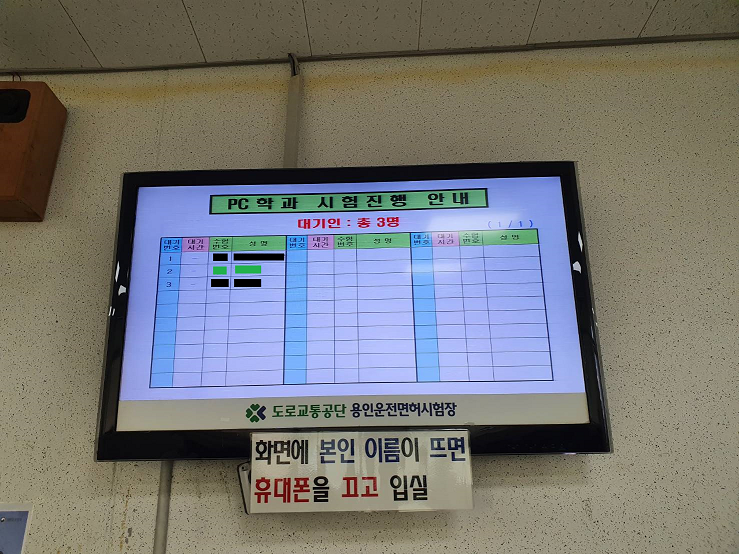 PC학과 시험진행 안내
대기인 : 총 3명
( 1 / 1 )
대기번호 대기시간 수험번호 성 명 대기번호 대기시간 수험번호 성 명 대기번호 대기시간 수험번호 성 명
1 -
2 -
3 -
도로교통공단 용인운전면허시험장
화면에 본인 이름이 뜨면
휴대폰을 끄고 입실